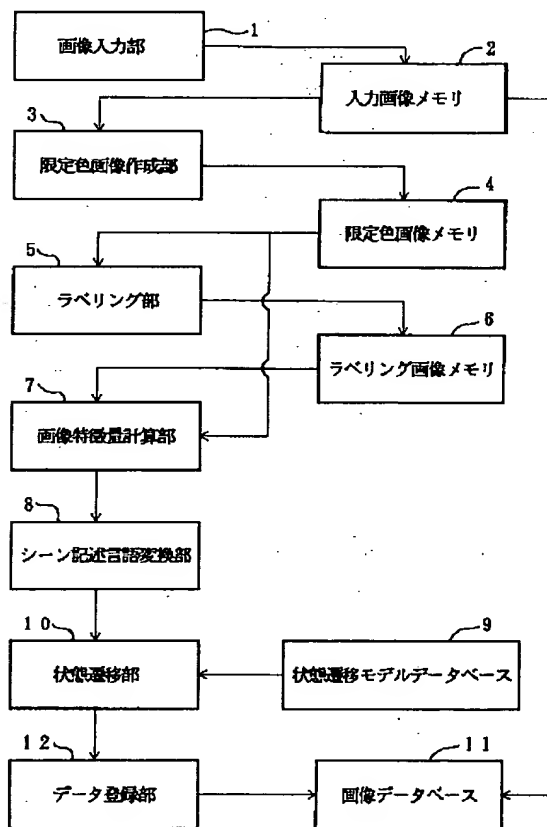 1
画像入力部
2
入力画像メモリ
3
限定色画像作成部
4
限定色画像メモリ
5
ラベリング部
6
ラベリング画像メモリ
7
画像特徴量計算部
8
シーン記述言語変換部
10
状態遷移部
9
状態遷移モデルデータベース
12
データ登録部
11
画像データベース